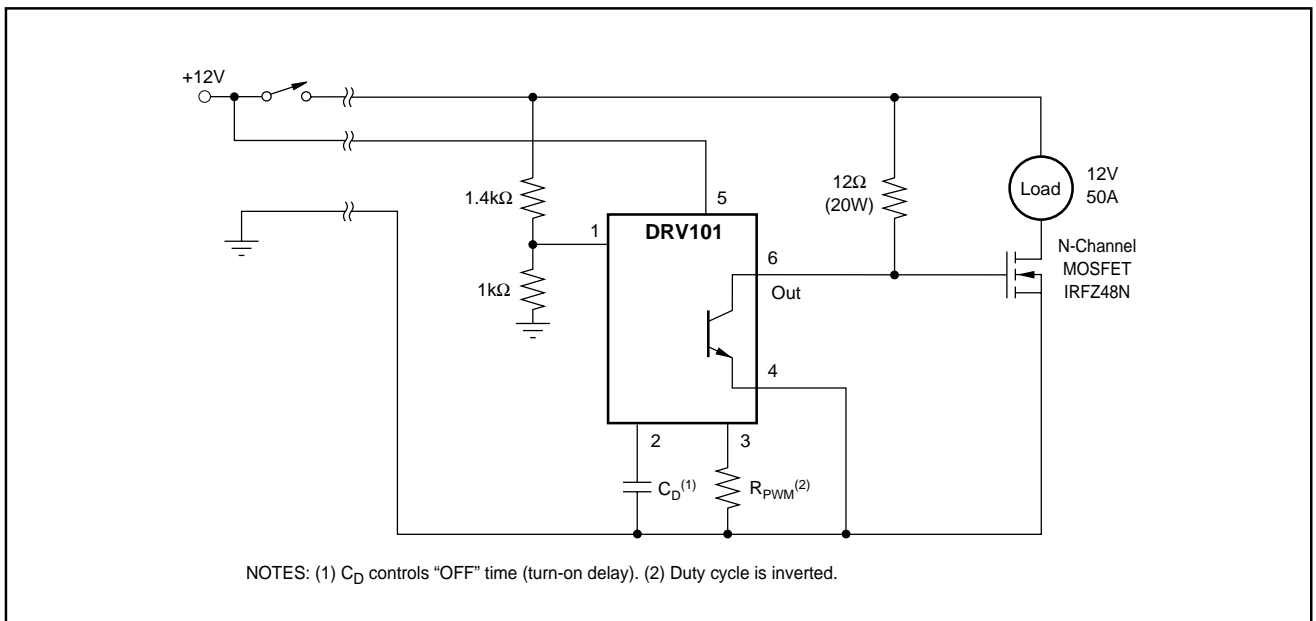 +12V
1.4kΩ
1kΩ
1
5
DRV101
6
Out
4
2
3
C_D(1)
R_PWM(2)
12Ω
(20W)
Load
12V
50A
N-Channel
MOSFET
IRFZ48N
NOTES: (1) C_D controls “OFF” time (turn-on delay). (2) Duty cycle is inverted.